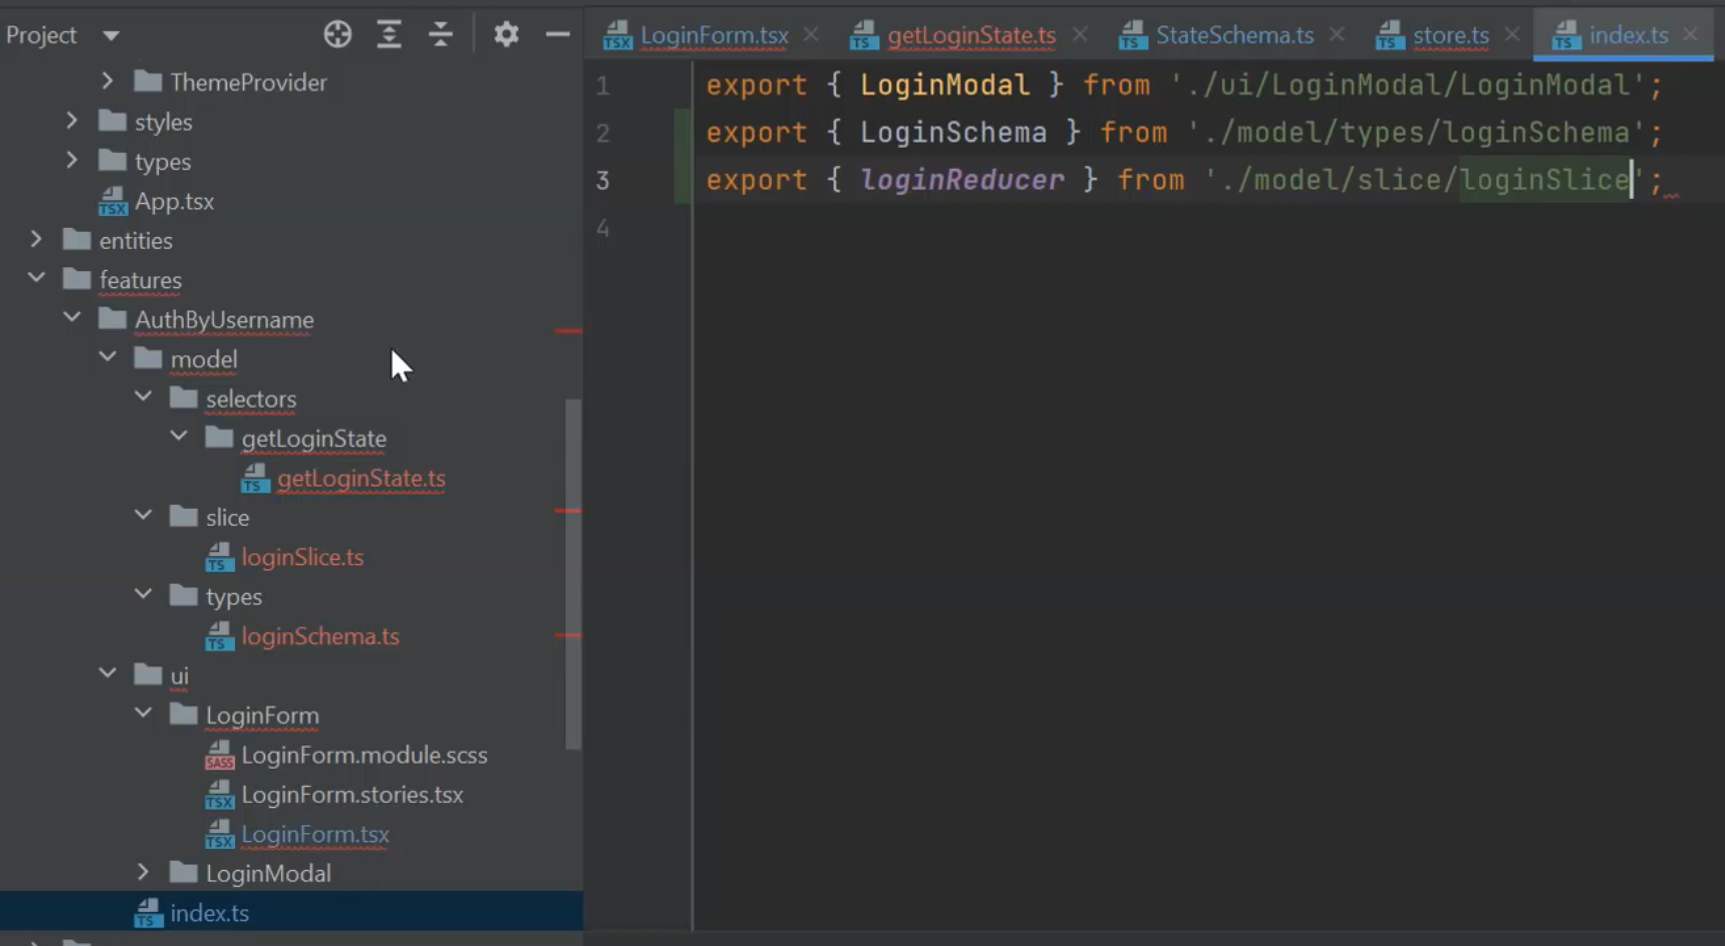 Project
LoginForm.tsx
getLoginState.ts
StateSchema.ts
store.ts
index.ts
ThemeProvider
styles
types
App.tsx
entities
features
AuthByUsername
model
selectors
getLoginState
getLoginState.ts
slice
loginSlice.ts
types
loginSchema.ts
ui
LoginForm
LoginForm.module.scss
LoginForm.stories.tsx
LoginForm.tsx
LoginModal
index.ts
1 export { LoginModal } from './ui/LoginModal/LoginModal';
2 export { LoginSchema } from './model/types/loginSchema';
3 export { loginReducer } from './model/slice/loginSlice';
4